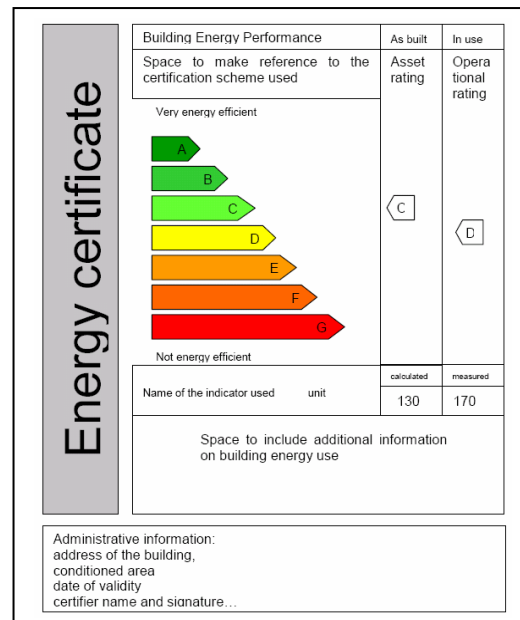 Energy certificate
Building Energy Performance
As built
In use
Space to make reference to the
certification scheme used
Asset
rating
Opera
tional
rating
Very energy efficient
A
B
C
D
E
F
G
C
D
Not energy efficient
Name of the indicator used unit
calculated
measured
130
170
Space to include additional information
on building energy use
Administrative information:
address of the building,
conditioned area
date of validity
certifier name and signature…